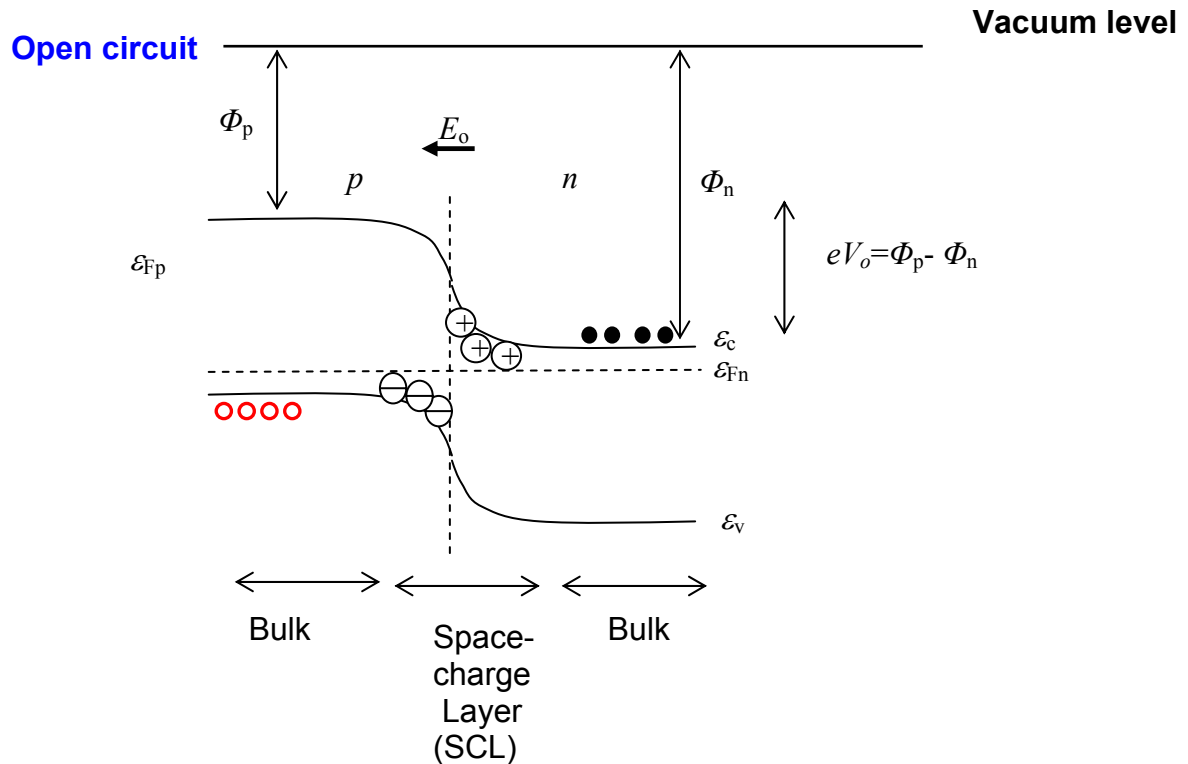 Vacuum level
Open circuit
Φp
Eo
p
n
Φn
εFp
eVo=Φp- Φn
εc
εFn
εv
Bulk
Space-
charge
Layer
(SCL)
Bulk